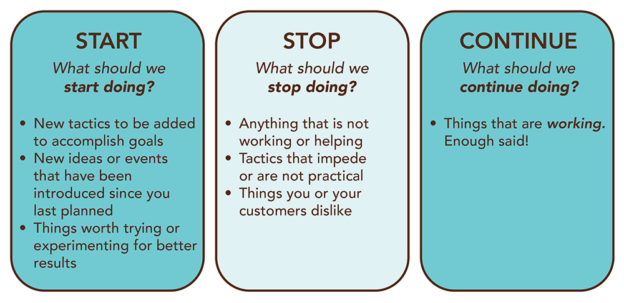 START
What should we
start doing?
• New tactics to be added
to accomplish goals
• New ideas or events
that have been
introduced since you
last planned
• Things worth trying or
experimenting for better
results
STOP
What should we
stop doing?
• Anything that is not
working or helping
• Tactics that impede
or are not practical
• Things you or your
customers dislike
CONTINUE
What should we
continue doing?
• Things that are working.
Enough said!